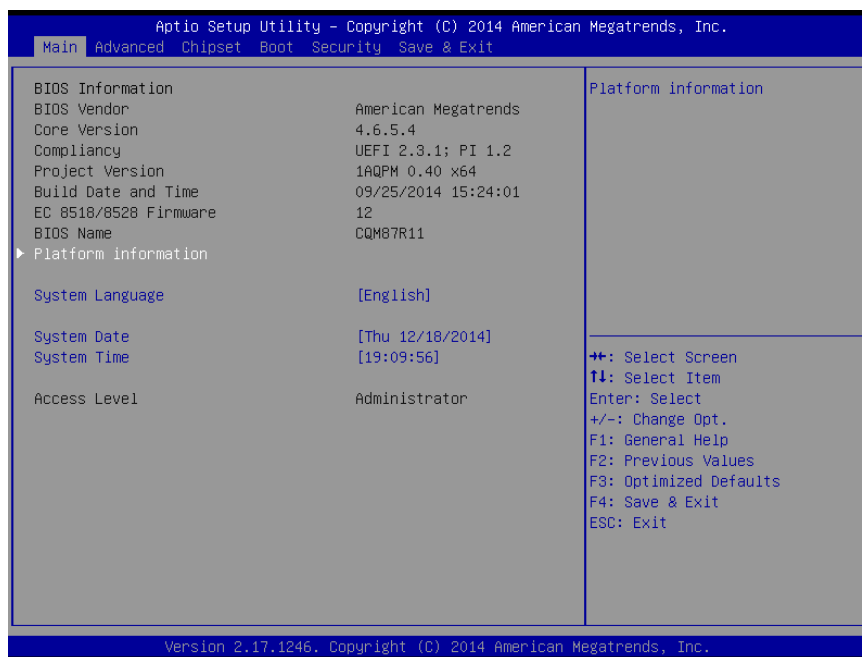 Aptio Setup Utility – Copyright (C) 2014 American Megatrends, Inc.
Main Advanced Chipset Boot Security Save & Exit
BIOS Information
BIOS Vendor American Megatrends
Core Version 4.6.5.4
Compliancy UEFI 2.3.1; PI 1.2
Project Version 1AQPM 0.40 x64
Build Date and Time 09/25/2014 15:24:01
EC 8518/8528 Firmware 12
BIOS Name CQM87R11
▶ Platform information
System Language [English]
System Date [Thu 12/18/2014]
System Time [19:09:56]
Access Level Administrator
Platform information
→←: Select Screen
↑↓: Select Item
Enter: Select
+/-: Change Opt.
F1: General Help
F2: Previous Values
F3: Optimized Defaults
F4: Save & Exit
ESC: Exit
Version 2.17.1246. Copyright (C) 2014 American Megatrends, Inc.